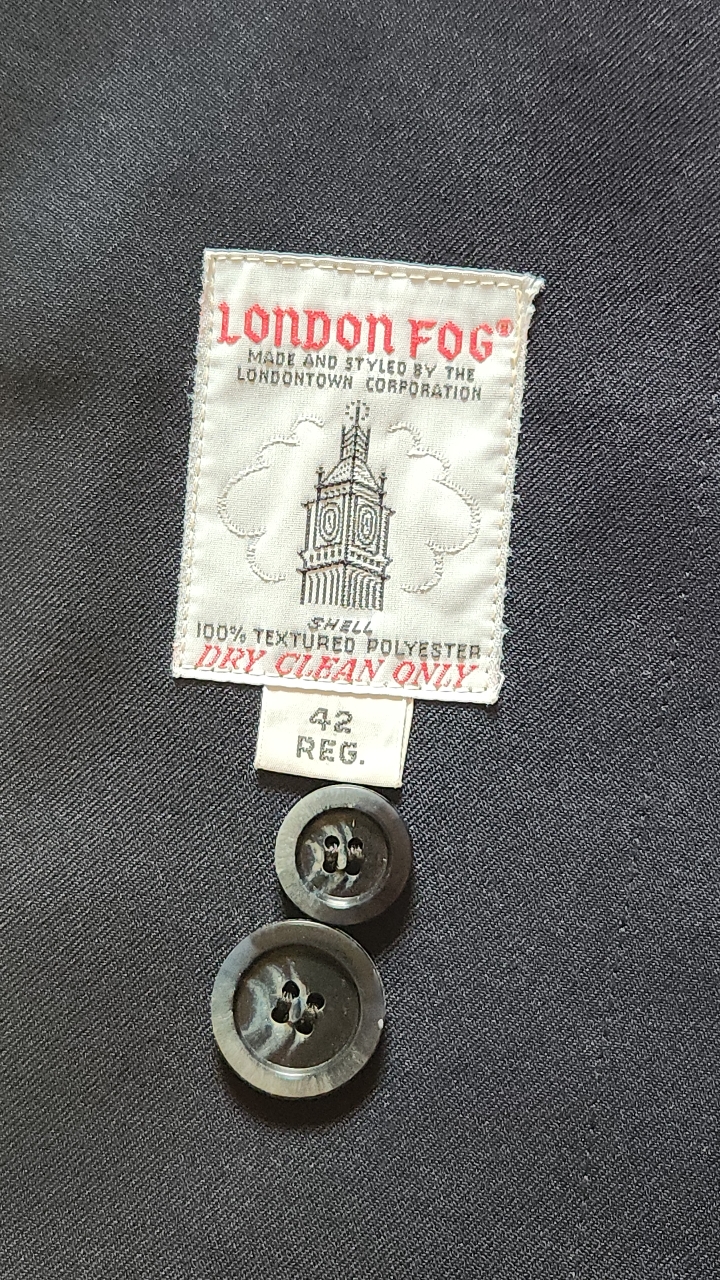 LONDON FOG®
MADE AND STYLED BY THE
LONDONTOWN CORPORATION
SHELL
100% TEXTURED POLYESTER
DRY CLEAN ONLY
42
REG.